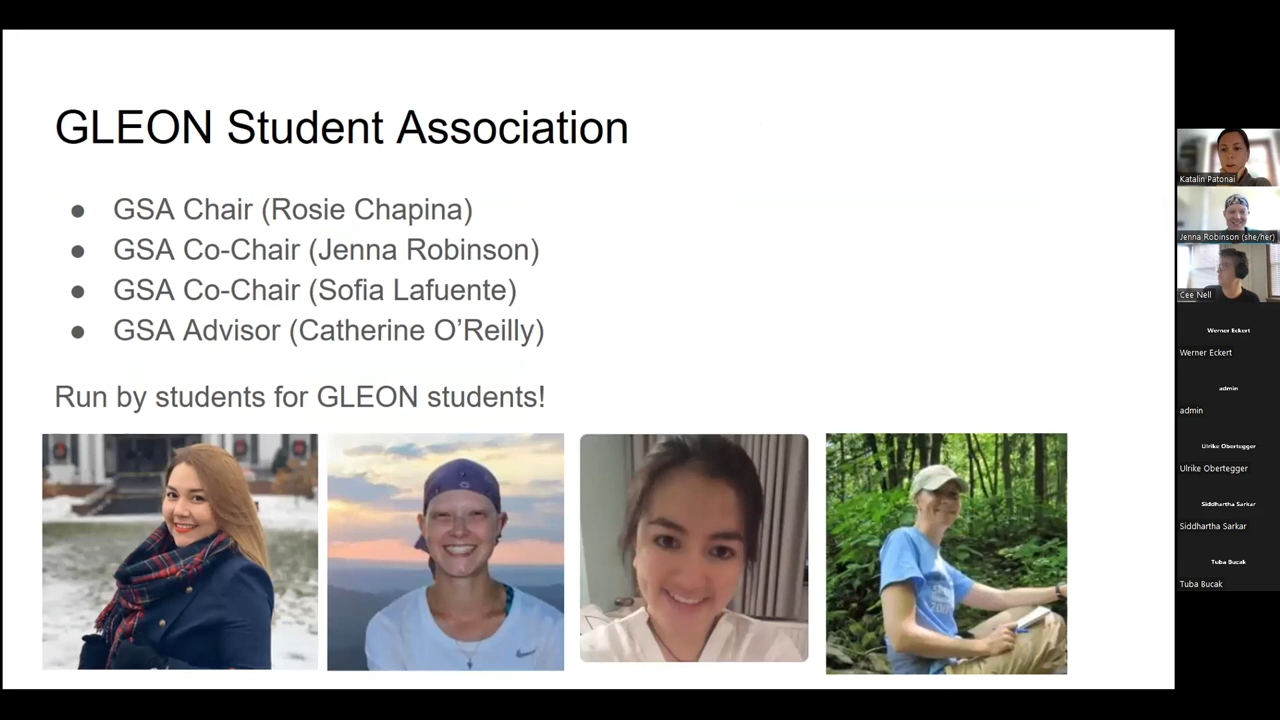 GLEON Student Association
● GSA Chair (Rosie Chapina)
● GSA Co-Chair (Jenna Robinson)
● GSA Co-Chair (Sofia Lafuente)
● GSA Advisor (Catherine O'Reilly)
Run by students for GLEON students!
Katalin Patonai
Jenna Robinson (she/her)
Cee Nell
Werner Eckert
Werner Eckert
admin
admin
Ulrike Obertegger
Ulrike Obertegger
Siddhartha Sarkar
Siddhartha Sarkar
Tuba Bucak
Tuba Bucak